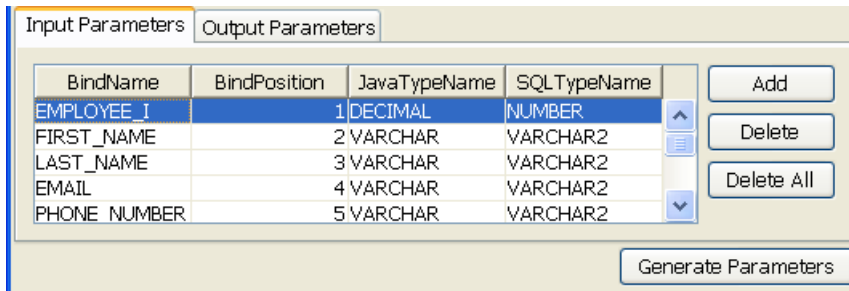 Input Parameters Output Parameters
BindName BindPosition JavaTypeName SQLTypeName Add
EMPLOYEE_I 1 DECIMAL NUMBER
FIRST_NAME 2 VARCHAR VARCHAR2 Delete
LAST_NAME 3 VARCHAR VARCHAR2
EMAIL 4 VARCHAR VARCHAR2 Delete All
PHONE_NUMBER 5 VARCHAR VARCHAR2
Generate Parameters